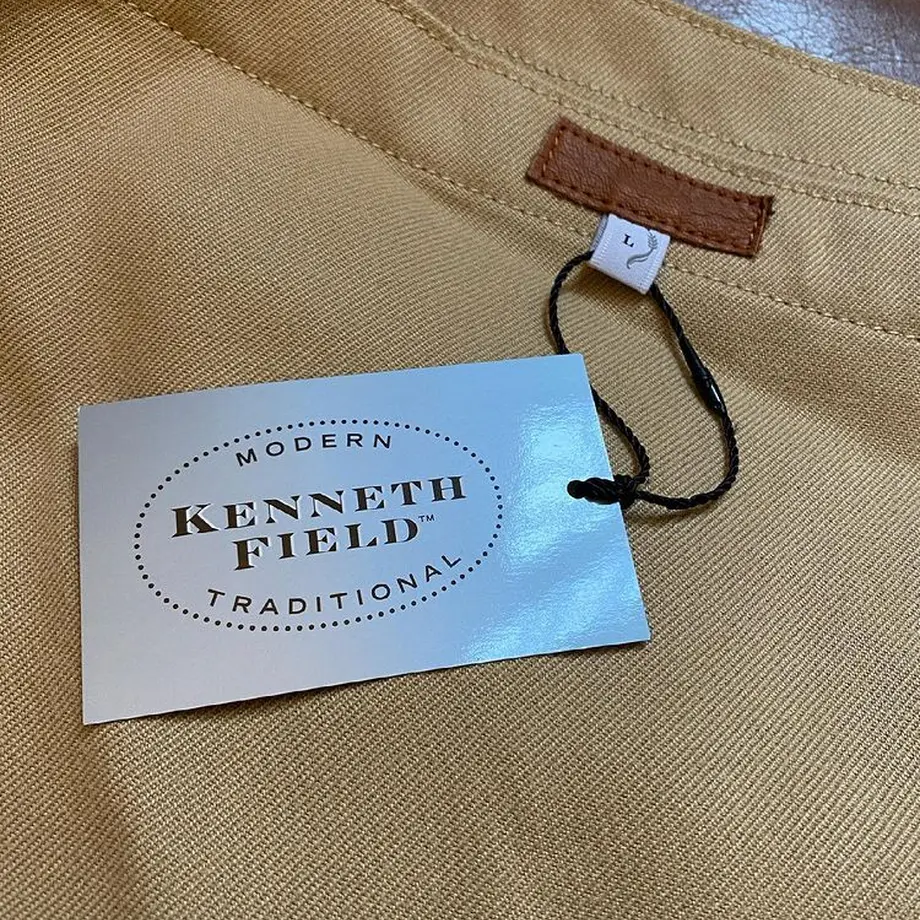 L
MODERN
KENNETH
FIELD™
TRADITIONAL